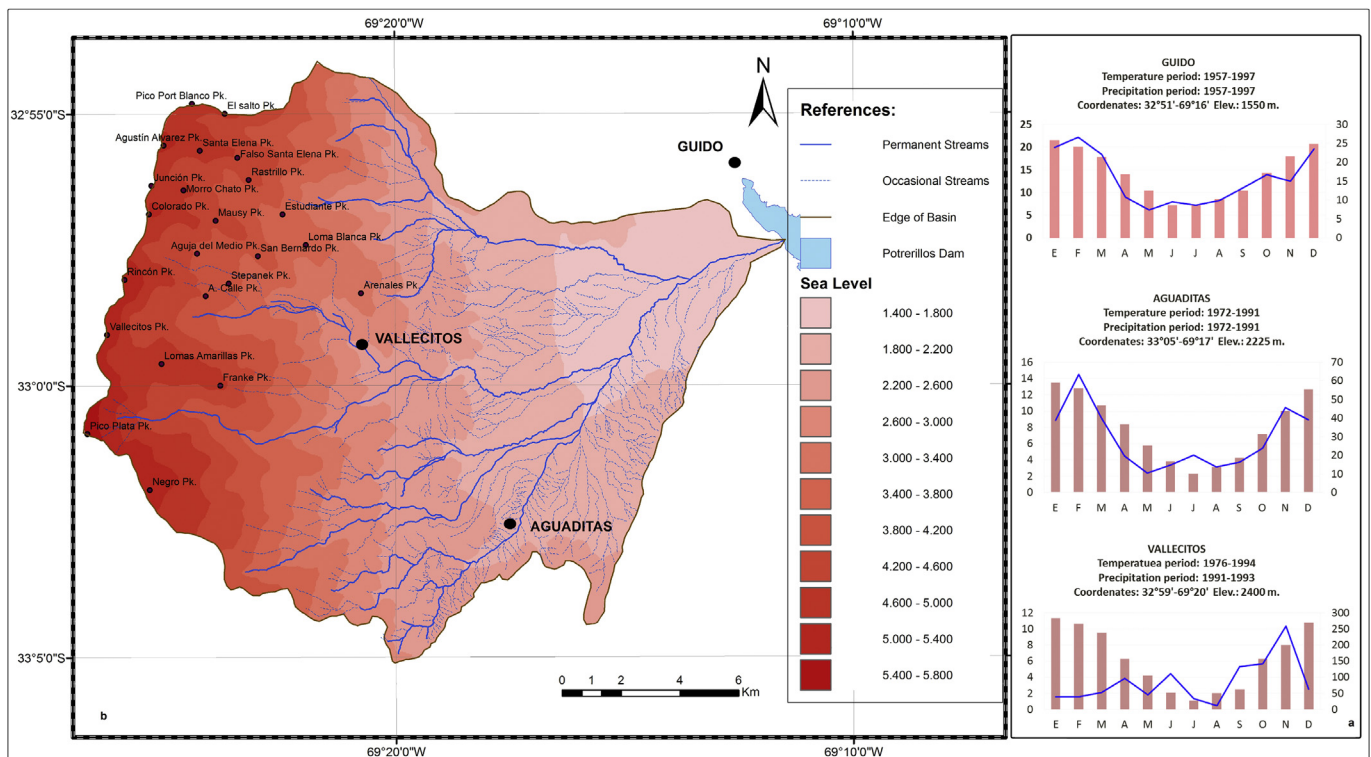 69°20'0"W
69°10'0"W
32°55'0"S
33°0'0"S
33°5'0"S
69°20'0"W
69°10'0"W
Pico Port Blanco Pk.
El salto Pk.
Agustín Alvarez Pk.
Santa Elena Pk.
Falso Santa Elena Pk.
Rastrillo Pk.
Junción Pk.
Morro Chato Pk.
Colorado Pk.
Mausy Pk.
Estudiante Pk.
Aguja del Medio Pk.
San Bernardo Pk.
Loma Blanca Pk.
Rincón Pk.
Stepanek Pk.
A. Calle Pk.
Arenales Pk.
Vallecitos Pk.
VALLECITOS
Lomas Amarillas Pk.
Franke Pk.
Pico Plata Pk.
Negro Pk.
AGUADITAS
GUIDO
N
0 1 2 4 6
Km
b
References:
Permanent Streams
Occasional Streams
Edge of Basin
Potrerillos Dam
Sea Level
1.400 - 1.800
1.800 - 2.200
2.200 - 2.600
2.600 - 3.000
3.000 - 3.400
3.400 - 3.800
3.800 - 4.200
4.200 - 4.600
4.600 - 5.000
5.000 - 5.400
5.400 - 5.800
GUIDO
Temperature period: 1957-1997
Precipitation period: 1957-1997
Coordenates: 32°51'-69°16' Elev.: 1550 m.
25 30
20 25
15 20
10 15
5 10
0 5
0
E F M A M J J A S O N D
AGUADITAS
Temperature period: 1972-1991
Precipitation period: 1972-1991
Coordenates: 33°05'-69°17' Elev.: 2225 m.
16 70
14 60
12 50
10 40
8 30
6 20
4 10
2 0
0
E F M A M J J A S O N D
VALLECITOS
Temperatuea period: 1976-1994
Precipitation period: 1991-1993
Coordenates: 32°59'-69°20' Elev.: 2400 m.
12 300
10 250
8 200
6 150
4 100
2 50
0 0
E F M A M J J A S O N D
a